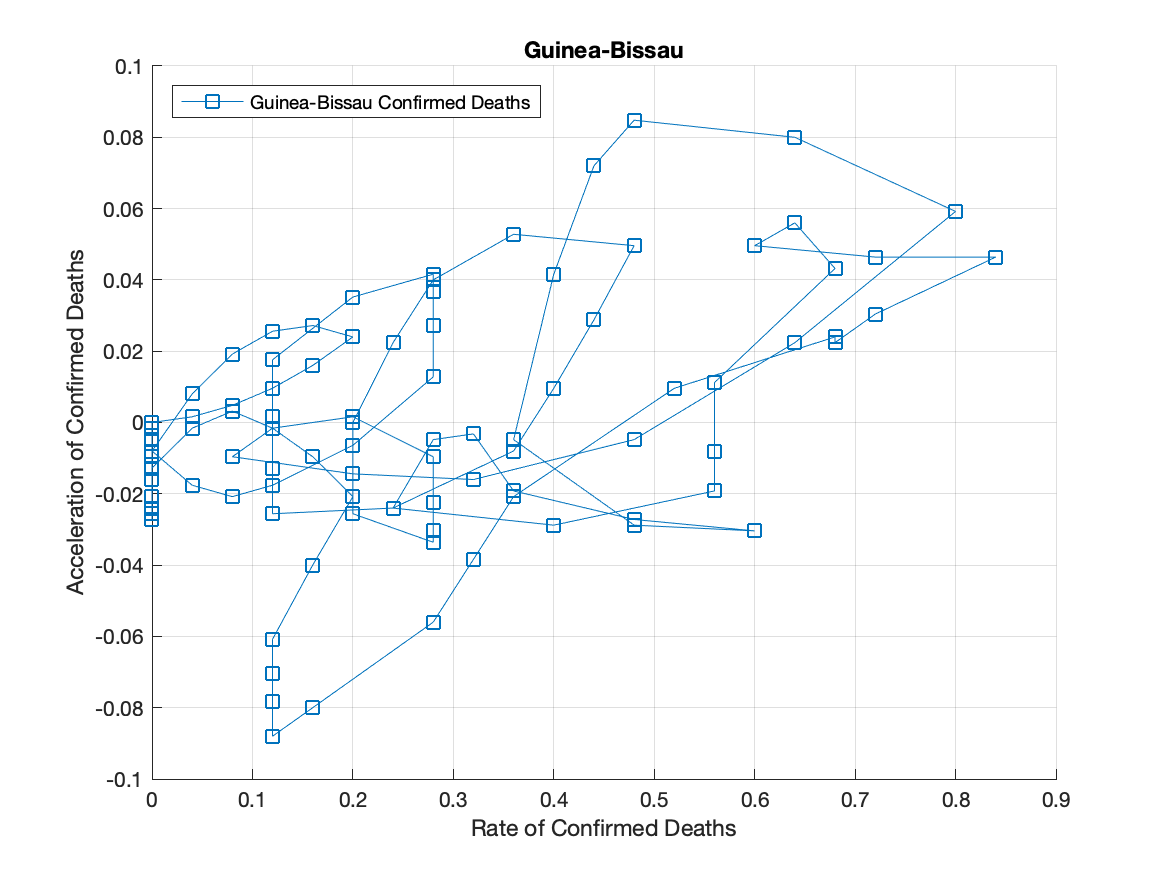 Guinea-Bissau
0.1
Guinea-Bissau Confirmed Deaths
0.08
0.06
0.04
0.02
0
-0.02
-0.04
-0.06
-0.08
-0.1
Acceleration of Confirmed Deaths
0 0.1 0.2 0.3 0.4 0.5 0.6 0.7 0.8 0.9
Rate of Confirmed Deaths